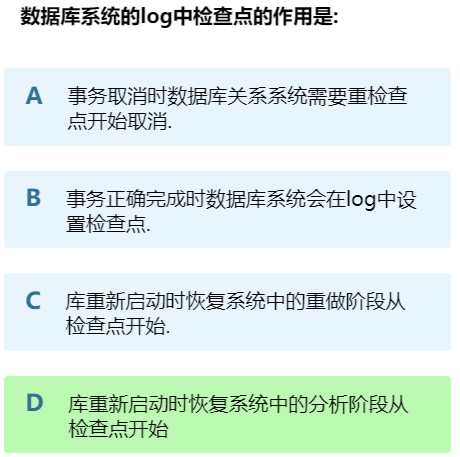 数据库系统的log中检查点的作用是:
A 事务取消时数据库关系系统需要重检查
点开始取消.
B 事务正确完成时数据库系统会在log中设
置检查点.
C 库重新启动时恢复系统中的重做阶段从
检查点开始.
D 库重新启动时恢复系统中的分析阶段从
检查点开始